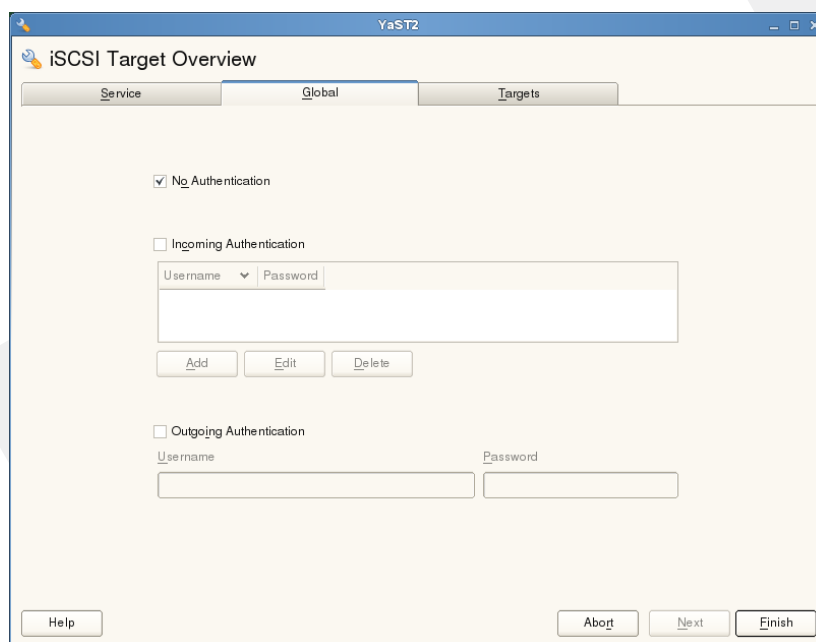 YaST2
iSCSI Target Overview
Service Global Targets
No Authentication
Incoming Authentication
Username Password
Add Edit Delete
Outgoing Authentication
Username Password
Help Abort Next Finish